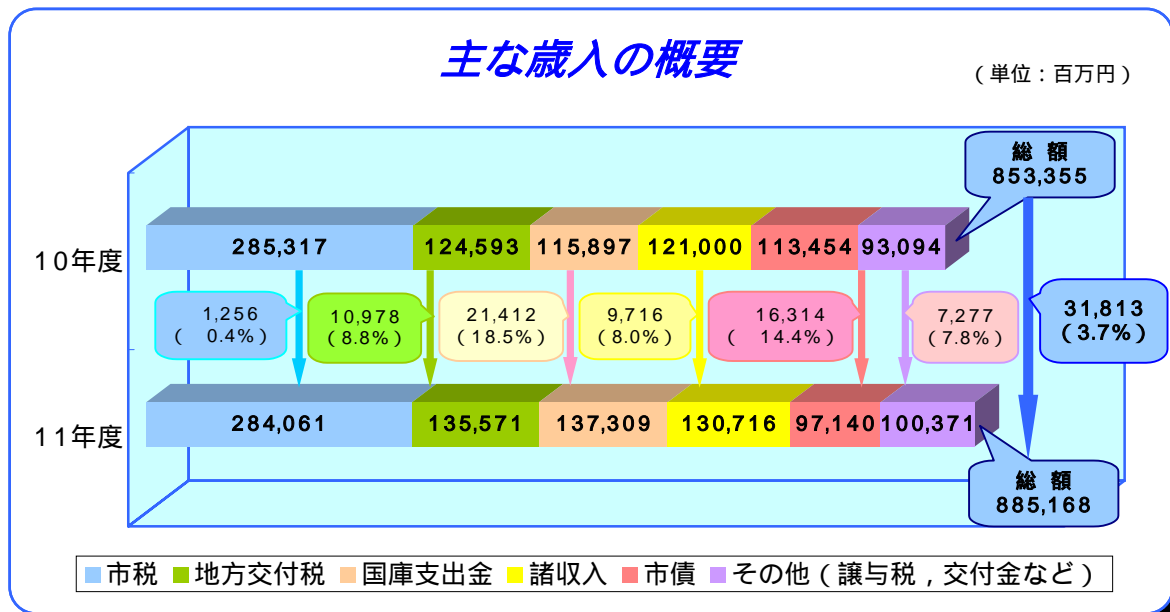 主な歳入の概要
（単位：百万円）
総 額
853,355
10年度
285,317 124,593 115,897 121,000 113,454 93,094
1,256
( 0.4%)
10,978
(8.8%)
21,412
(18.5%)
9,716
(8.0%)
16,314
( 14.4%)
7,277
(7.8%)
31,813
(3.7%)
11年度
284,061 135,571 137,309 130,716 97,140 100,371
総 額
885,168
市税 地方交付税 国庫支出金 諸収入 市債 その他（譲与税，交付金など）